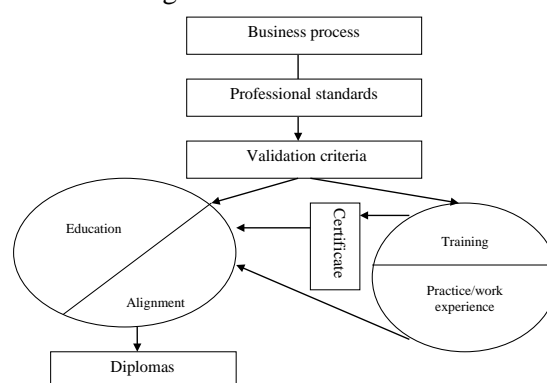 Business process
Professional standards
Validation criteria
Education
Alignment
Certificate
Training
Practice/work
experience
Diplomas